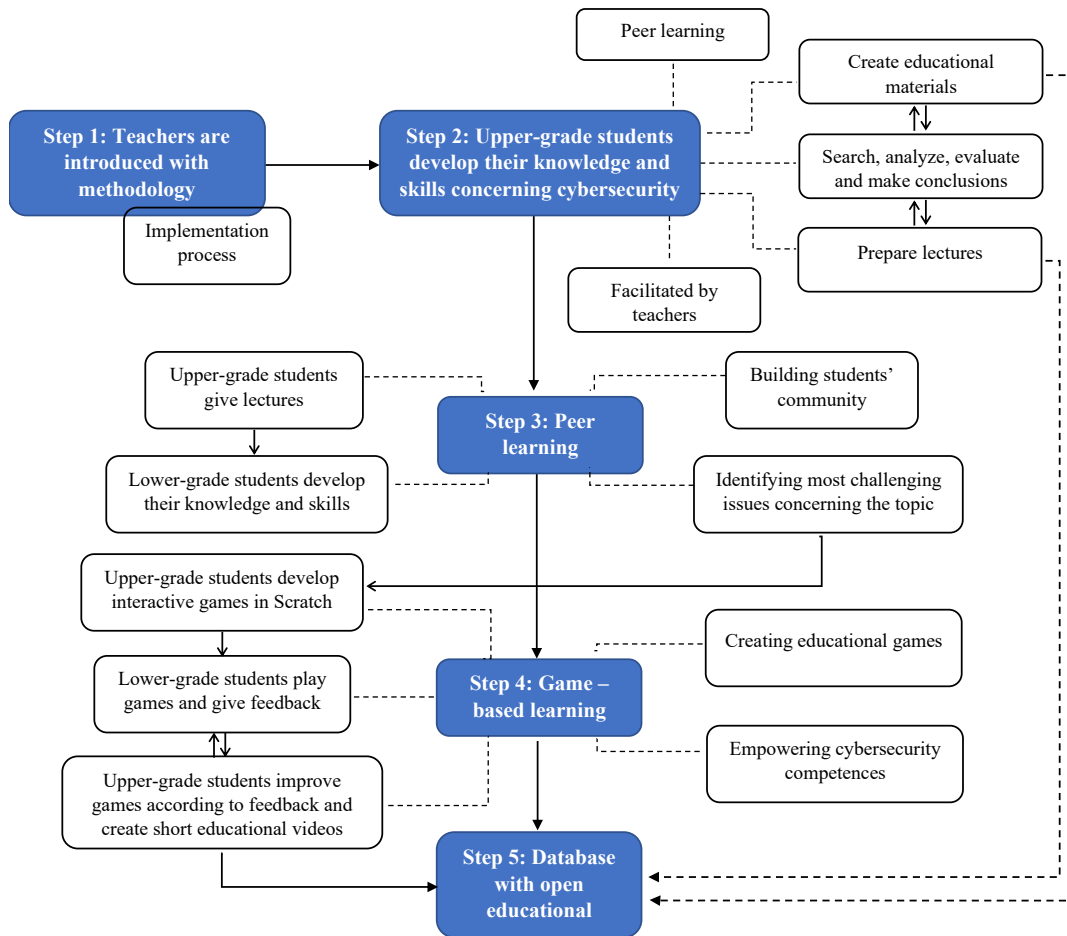 Peer learning
Create educational
materials
Step 1: Teachers are
introduced with
methodology
Step 2: Upper-grade students
develop their knowledge and
skills concerning cybersecurity
Search, analyze, evaluate
and make conclusions
Implementation
process
Prepare lectures
Facilitated by
teachers
Upper-grade students
give lectures
Building students’
community
Step 3: Peer
learning
Lower-grade students develop
their knowledge and skills
Identifying most challenging
issues concerning the topic
Upper-grade students develop
interactive games in Scratch
Creating educational games
Lower-grade students play
games and give feedback
Step 4: Game –
based learning
Empowering cybersecurity
competences
Upper-grade students improve
games according to feedback and
create short educational videos
Step 5: Database
with open
educational